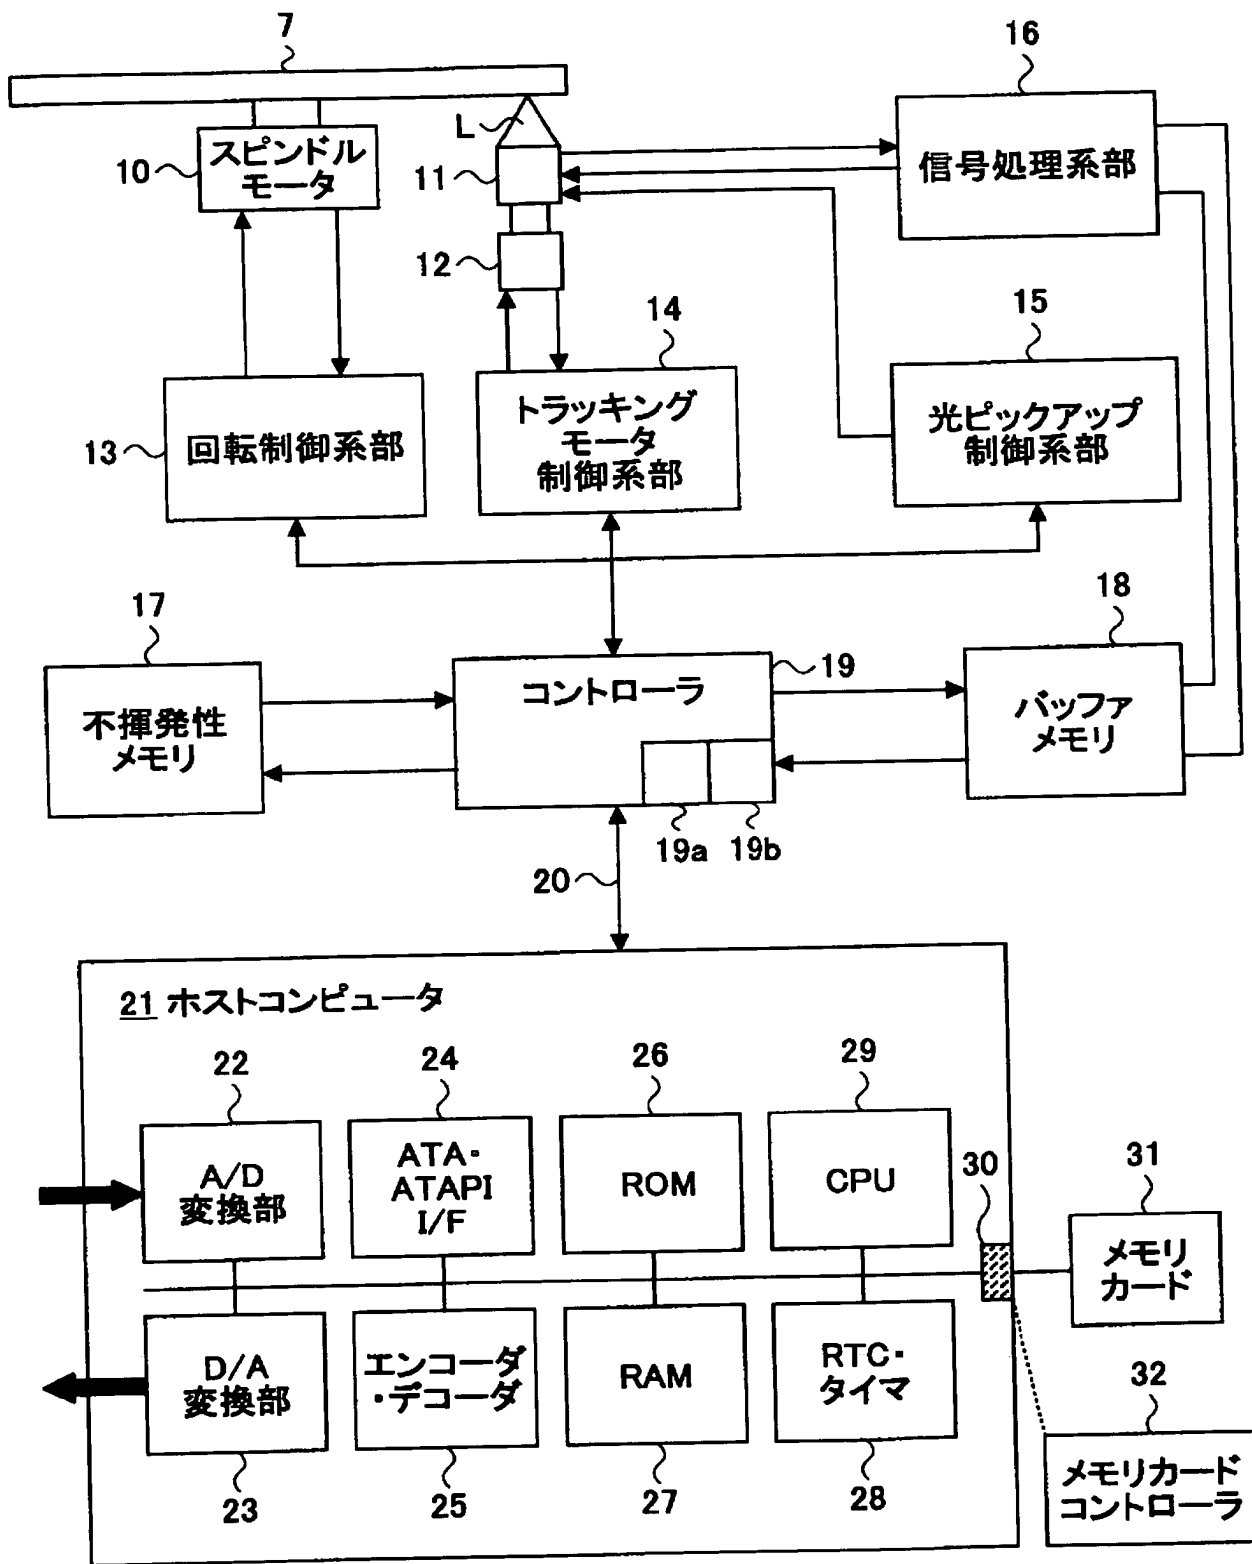 7
16
L
スピンドル
モータ
10
11
信号処理系部
12
14
15
トラッキング
モータ
制御系部
光ピックアップ
制御系部
13
回転制御系部
17
18
19
コントローラ
不揮発性
メモリ
バッファ
メモリ
19a
19b
20
21 ホストコンピュータ
22
24
26
29
A/D
変換部
ATA・
ATAPI
I/F
ROM
CPU
30
31
メモリ
カード
D/A
変換部
エンコーダ
・デコーダ
RAM
RTC・
タイマ
32
23
25
27
28
メモリカード
コントローラ